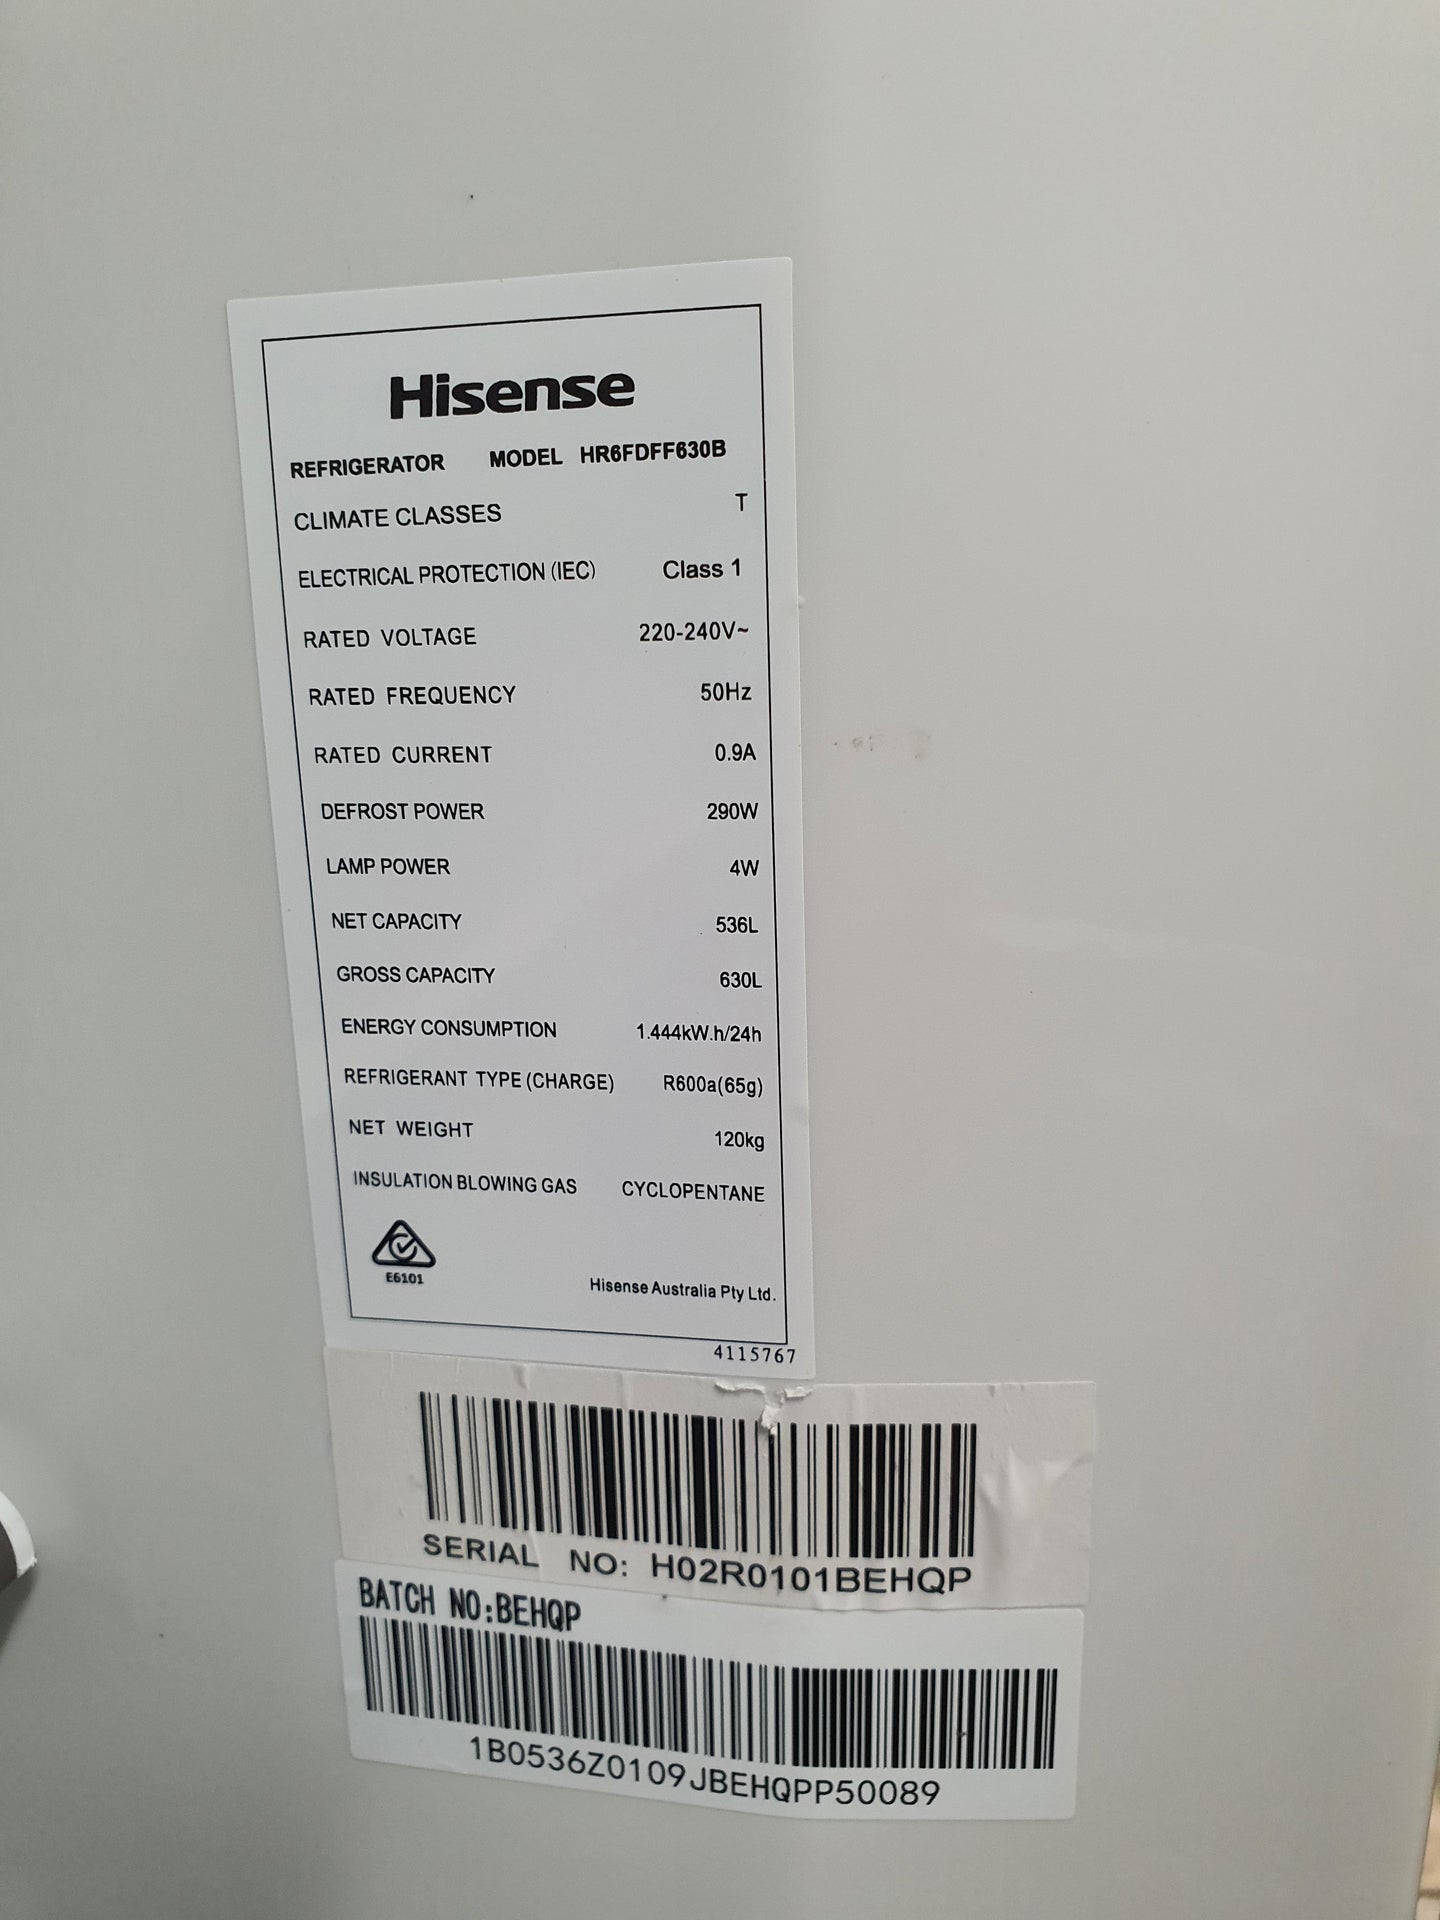 Hisense
REFRIGERATOR MODEL HR6FDFF630B
CLIMATE CLASSES T
ELECTRICAL PROTECTION (IEC) Class 1
RATED VOLTAGE 220-240V~
RATED FREQUENCY 50Hz
RATED CURRENT 0.9A
DEFROST POWER 290W
LAMP POWER 4W
NET CAPACITY 536L
GROSS CAPACITY 630L
ENERGY CONSUMPTION 1.444kW.h/24h
REFRIGERANT TYPE (CHARGE) R600a(65g)
NET WEIGHT 120kg
INSULATION BLOWING GAS CYCLOPENTANE
E6101
Hisense Australia Pty Ltd.
4115767
SERIAL NO: H02R0101BEHQP
BATCH NO:BEHQP
1B0536Z0109JBEHQPP50089